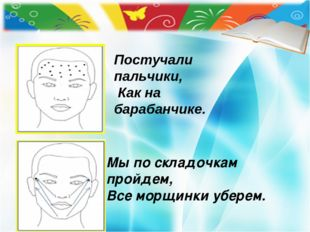 Постучали
пальчики,
Как на
барабанчике.
Мы по складочкам
пройдем,
Все морщинки уберем.